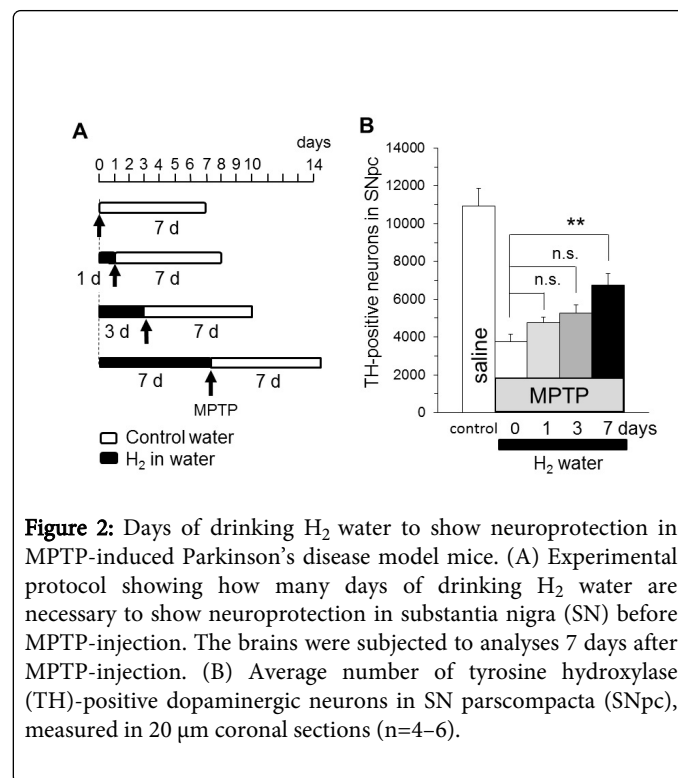 A
days
0 1 2 3 4 5 6 7 8 9 10 14
7 d
1 d 7 d
3 d 7 d
7 d 7 d
MPTP
Control water
H₂ in water
B
TH-positive neurons in SNpc
14000
12000
10000
8000
6000
4000
2000
0
**
n.s.
n.s.
saline
MPTP
control 0 1 3 7 days
H₂ water
Figure 2: Days of drinking H₂ water to show neuroprotection in
MPTP-induced Parkinson's disease model mice. (A) Experimental
protocol showing how many days of drinking H₂ water are
necessary to show neuroprotection in substantia nigra (SN) before
MPTP-injection. The brains were subjected to analyses 7 days after
MPTP-injection. (B) Average number of tyrosine hydroxylase
(TH)-positive dopaminergic neurons in SN parscompacta (SNpc),
measured in 20 μm coronal sections (n=4–6).